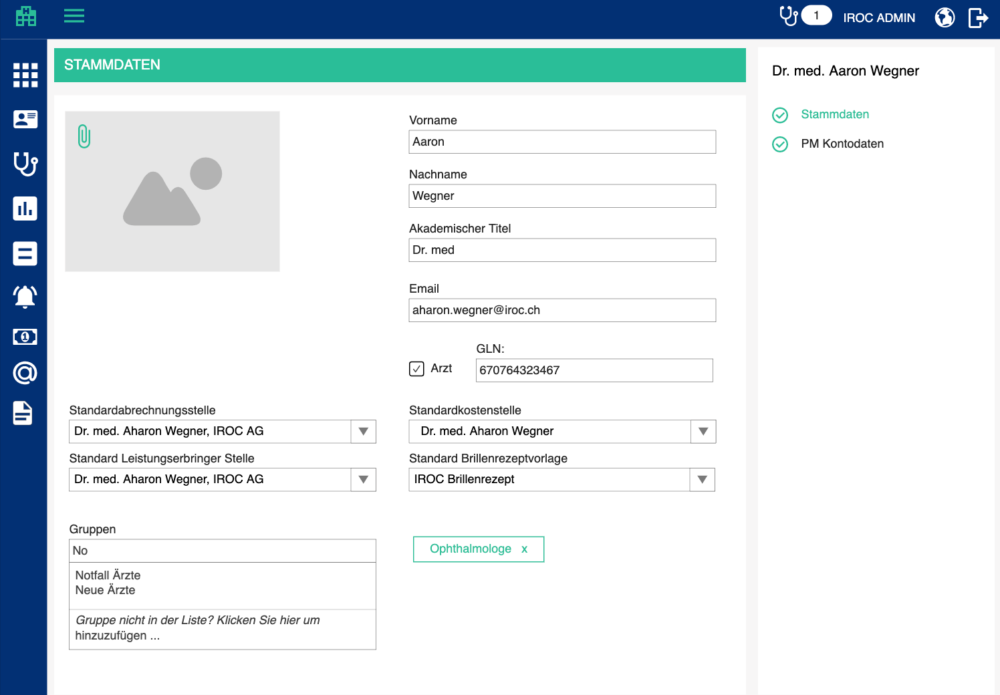 1
IROC ADMIN
STAMMDATEN
Vorname
Aaron
Nachname
Wegner
Akademischer Titel
Dr. med
Email
aharon.wegner@iroc.ch
Arzt
GLN:
670764323467
Standardabrechnungsstelle
Dr. med. Aharon Wegner, IROC AG
Standardkostenstelle
Dr. med. Aharon Wegner
Standard Leistungserbringer Stelle
Dr. med. Aharon Wegner, IROC AG
Standard Brillenrezeptvorlage
IROC Brillenrezept
Gruppen
No
Notfall Ärzte
Neue Ärzte
Gruppe nicht in der Liste? Klicken Sie hier um
hinzuzufügen ...
Ophthalmologe x
Dr. med. Aaron Wegner
Stammdaten
PM Kontodaten